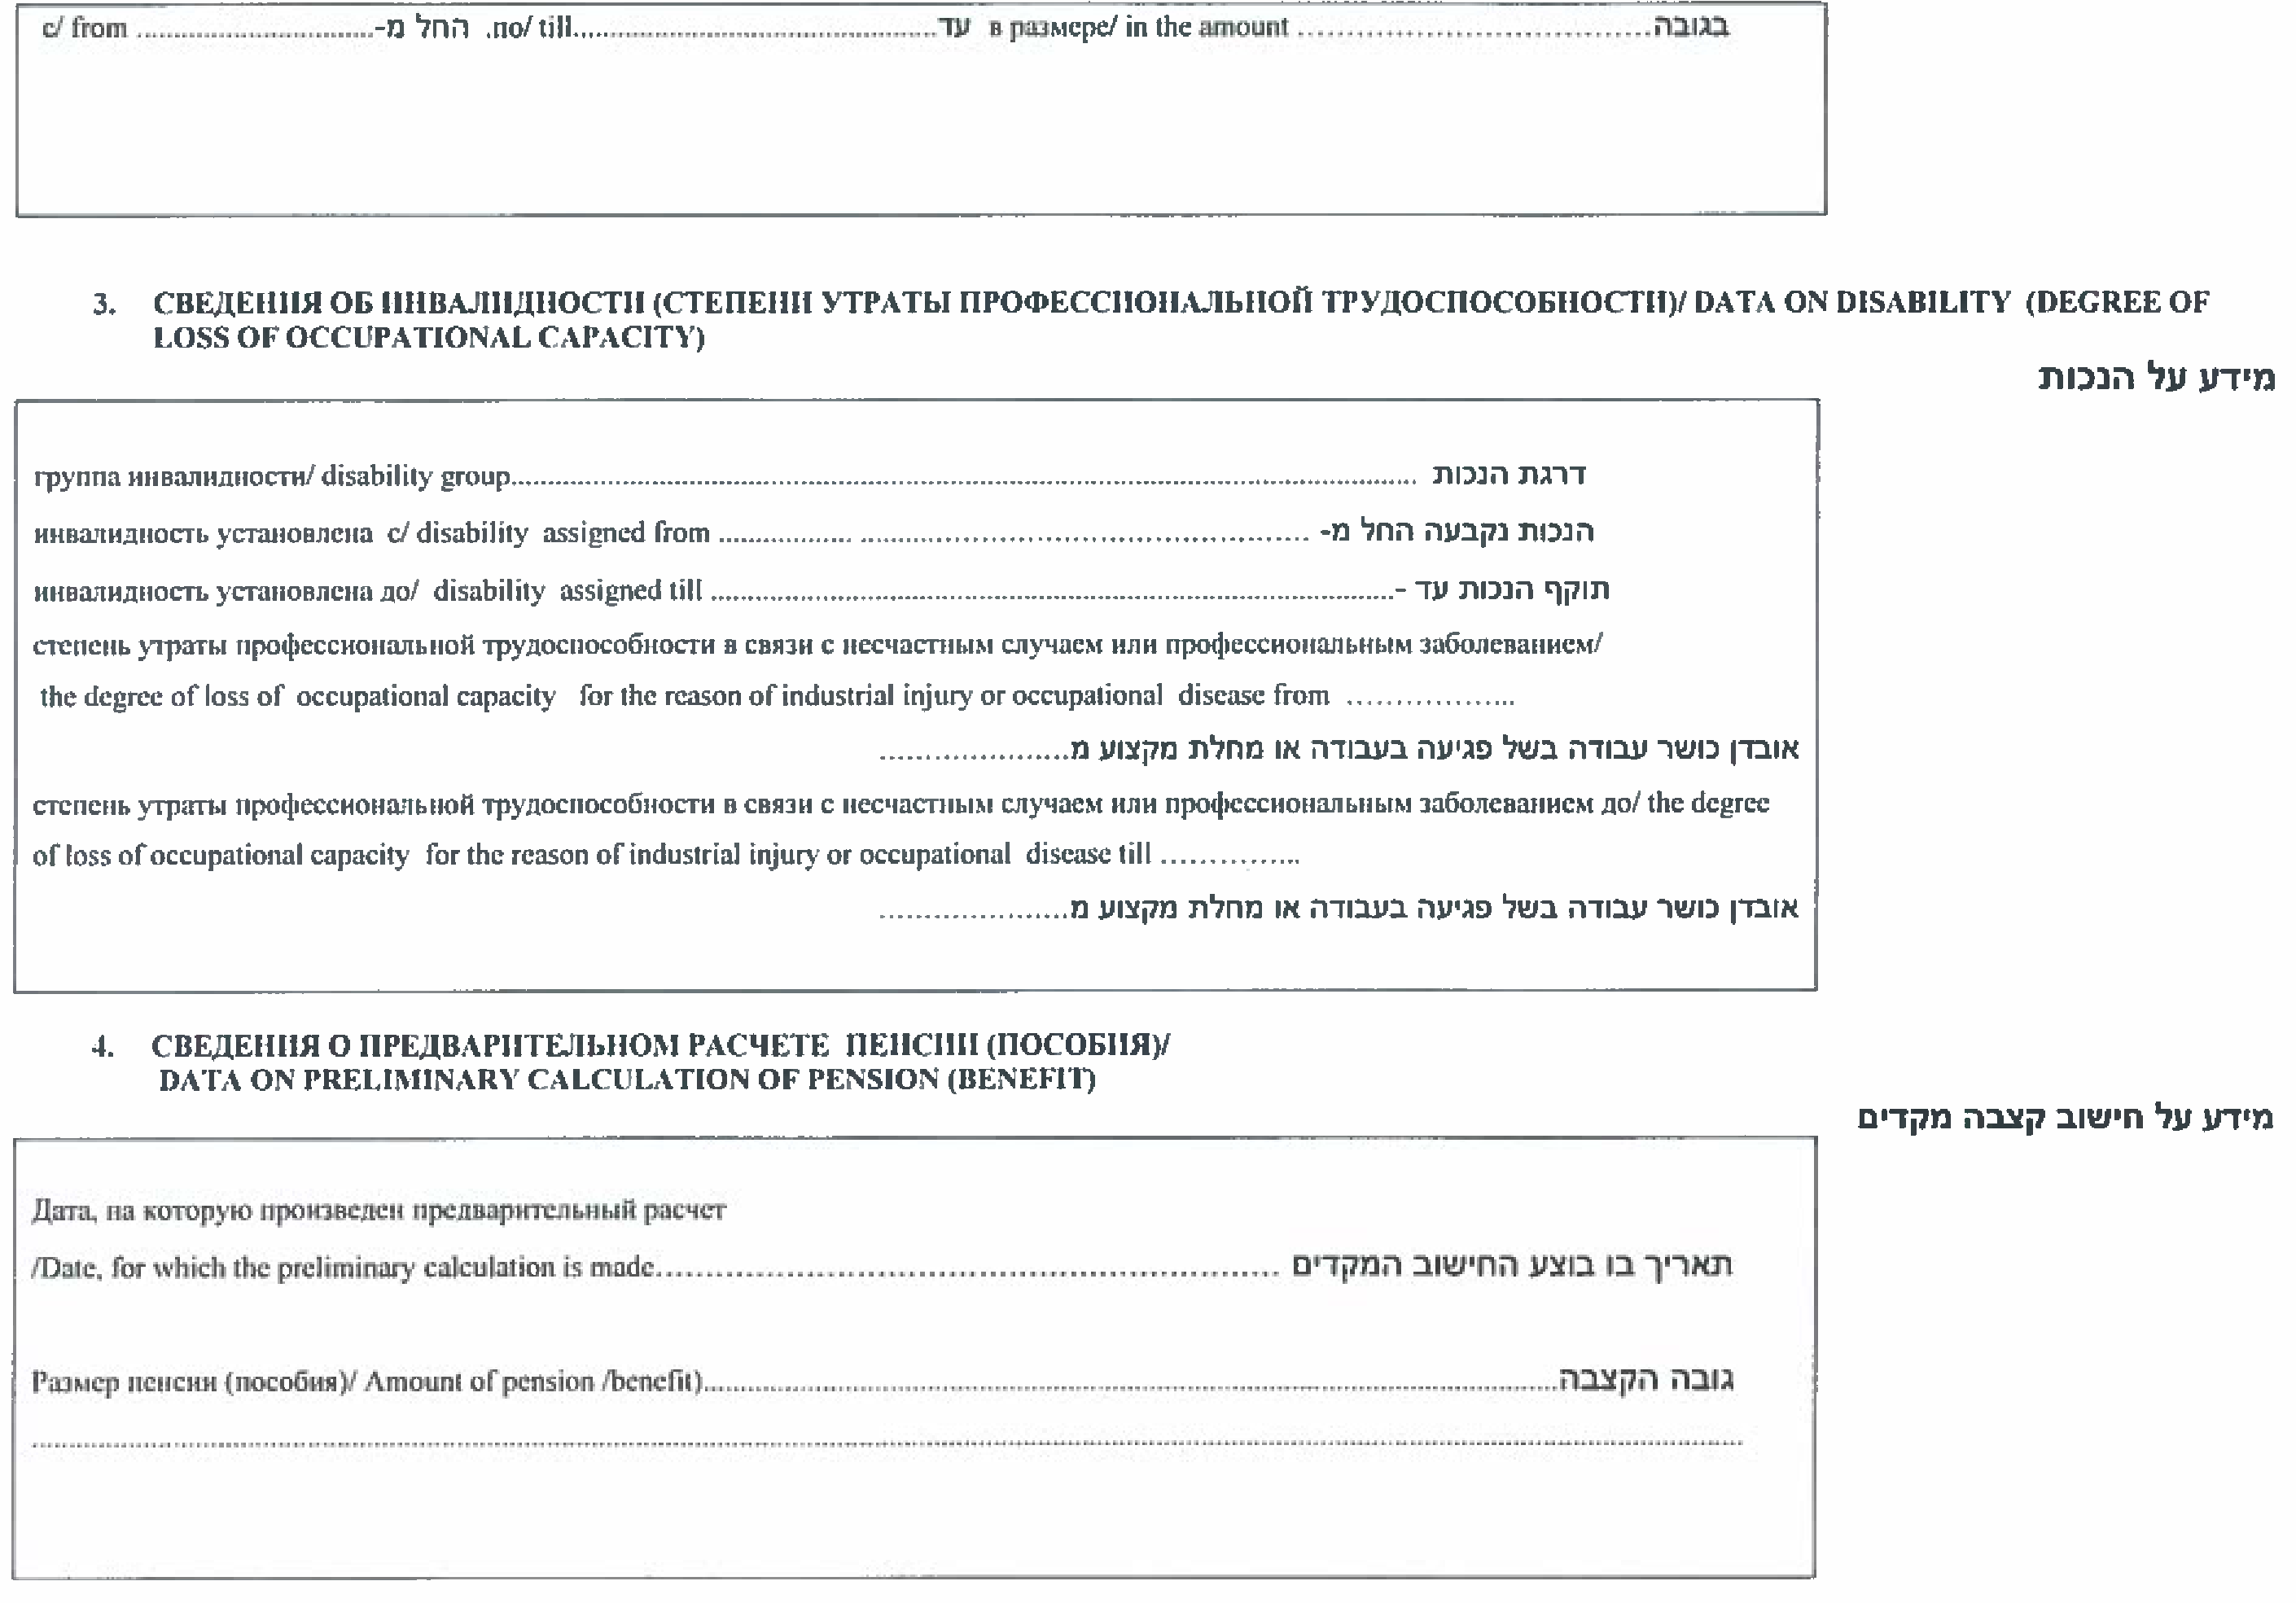 с/ from ................................החל מ- .по/ till.................................................עד в размере/ in the amount ....................................בגובה
3. СВЕДЕНИЯ ОБ ИНВАЛИДНОСТИ (СТЕПЕНИ УТРАТЫ ПРОФЕССИОНАЛЬНОЙ ТРУДОСПОСОБНОСТИ)/ DATA ON DISABILITY (DEGREE OF
LOSS OF OCCUPATIONAL CAPACITY)
מידע על הנכות
группа инвалидности/ disability group.......................................................................................................................... דרגת הנכות
инвалидность установлена с/ disability assigned from .................. ............................................................ הנכות נקבעה החל מ-
инвалидность установлена до/ disability assigned till ............................................................................................תוקף הנכות עד -
степень утраты профессиональной трудоспособности в связи с несчастным случаем или профессиональным заболеванием/
the degree of loss of occupational capacity for the reason of industrial injury or occupational disease from ..................
אובדן כושר עבודה בשל פגיעה בעבודה או מחלת מקצוע מ.....................
степень утраты профессиональной трудоспособности в связи с несчастным случаем или профессиональным заболеванием до/ the degree
of loss of occupational capacity for the reason of industrial injury or occupational disease till ...............
אובדן כושר עבודה בשל פגיעה בעבודה או מחלת מקצוע מ.....................
4. СВЕДЕНИЯ О ПРЕДВАРИТЕЛЬНОМ РАСЧЕТЕ ПЕНСИИ (ПОСОБИЯ)/
DATA ON PRELIMINARY CALCULATION OF PENSION (BENEFIT)
מידע על חישוב קצבה מקדים
Дата, на которую произведен предварительный расчет
/Date, for which the preliminary calculation is made............................................................... תאריך בו בוצע החישוב המקדים
Размер пенсии (пособия)/ Amount of pension /benefit)...................................................................................................................גובה הקצבה